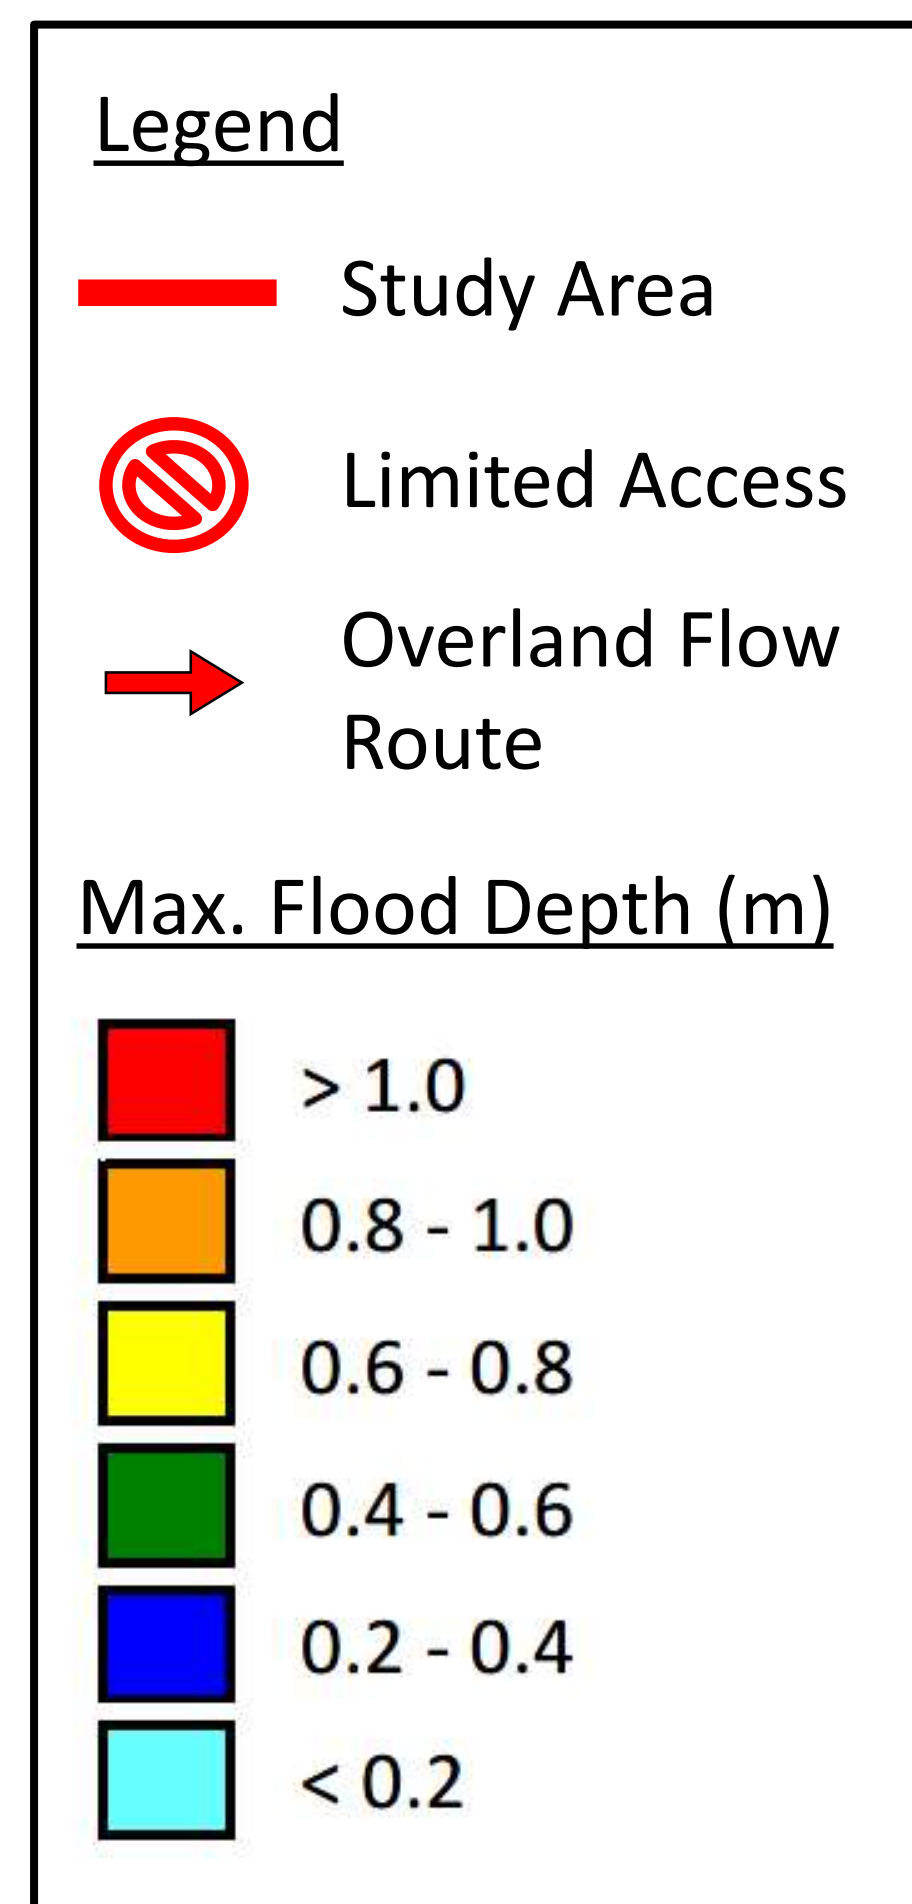 Legend
Study Area
Limited Access
Overland Flow
Route
Max. Flood Depth (m)
> 1.0
0.8 - 1.0
0.6 - 0.8
0.4 - 0.6
0.2 - 0.4
< 0.2